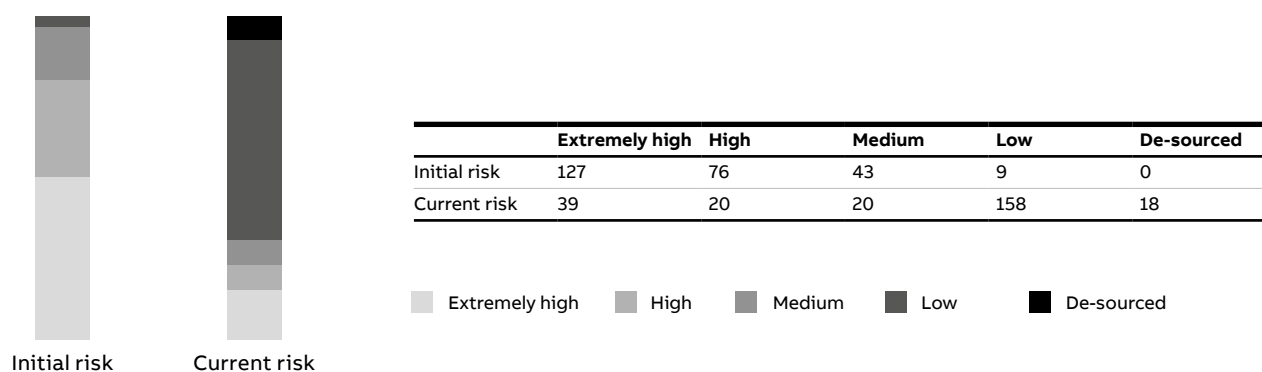 Extremely high High Medium Low De-sourced
Initial risk 127 76 43 9 0
Current risk 39 20 20 158 18
Extremely high High Medium Low De-sourced
Initial risk Current risk